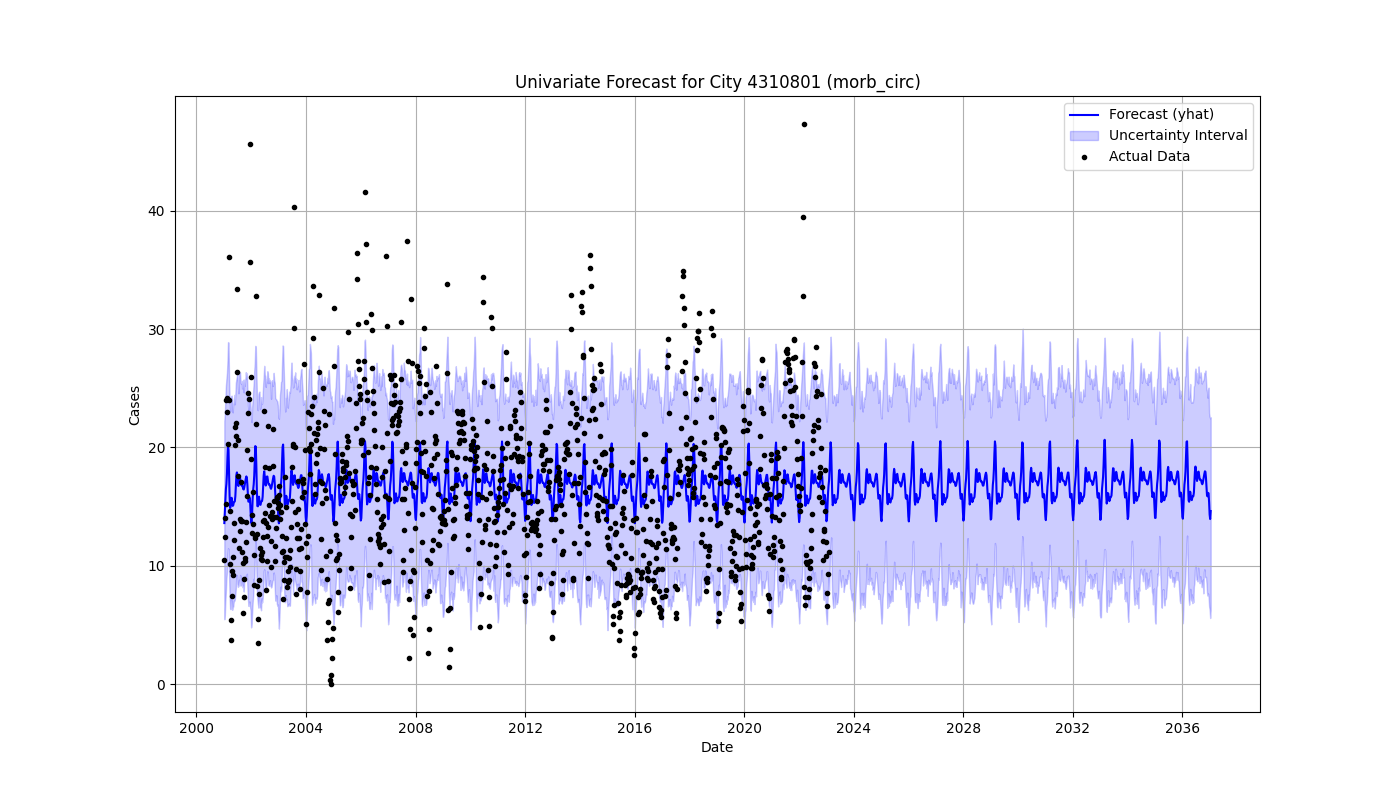 Univariate Forecast for City 4310801 (morb_circ)
Forecast (yhat)
Uncertainty Interval
Actual Data
Cases
40
30
20
10
0
2000 2004 2008 2012 2016 2020 2024 2028 2032 2036
Date